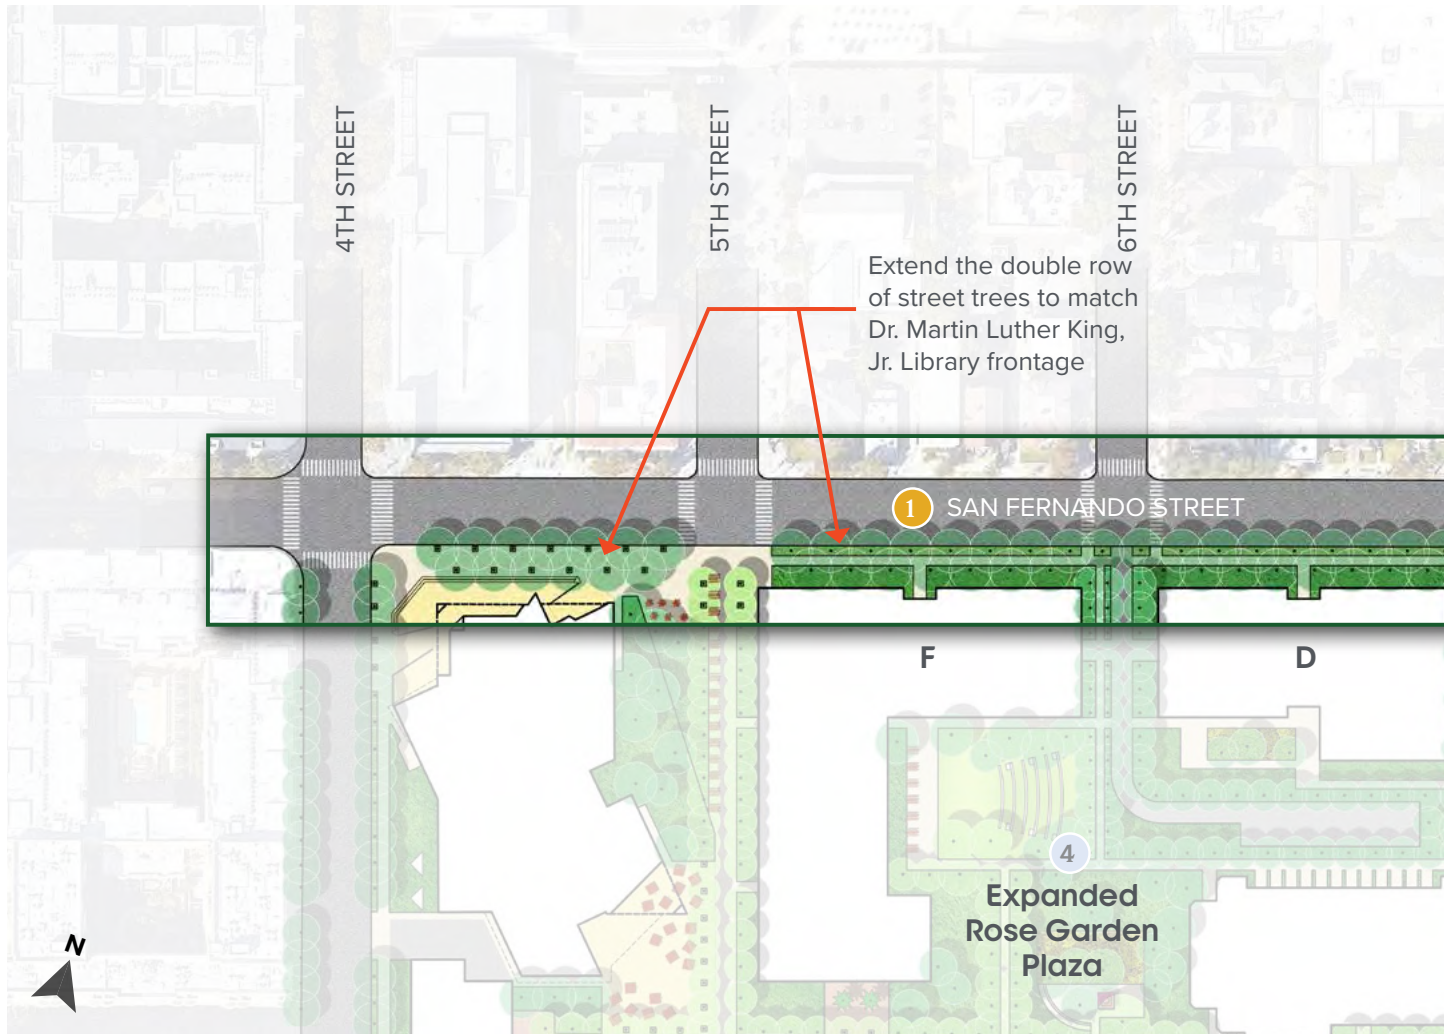 4TH STREET
5TH STREET
6TH STREET
Extend the double row
of street trees to match
Dr. Martin Luther King,
Jr. Library frontage
1 SAN FERNANDO STREET
F
D
4
Expanded
Rose Garden
Plaza
N